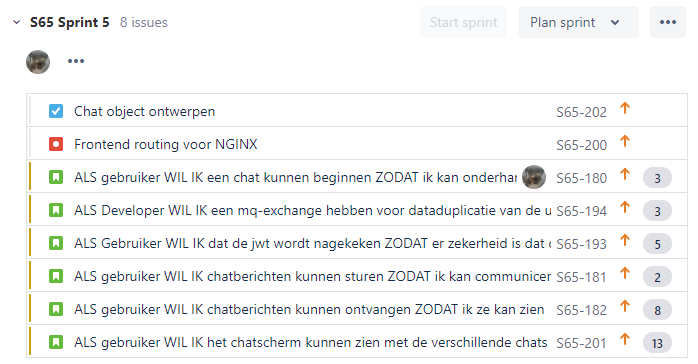 S65 Sprint 5 8 issues Start sprint Plan sprint
Chat object ontwerpen S65-202
Frontend routing voor NGINX S65-200
ALS gebruiker WIL IK een chat kunnen beginnen ZODAT ik kan onderhan S65-180 3
ALS Developer WIL IK een mq-exchange hebben voor dataduplicatie van de u S65-194 3
ALS Gebruiker WIL IK dat de jwt wordt nagekeken ZODAT er zekerheid is dat S65-193 5
ALS gebruiker WIL IK chatberichten kunnen sturen ZODAT ik kan communicer S65-181 2
ALS gebruiker WIL IK chatberichten kunnen ontvangen ZODAT ik ze kan zien S65-182 8
ALS gebruiker WIL IK het chatscherm kunnen zien met de verschillende chats S65-201 13